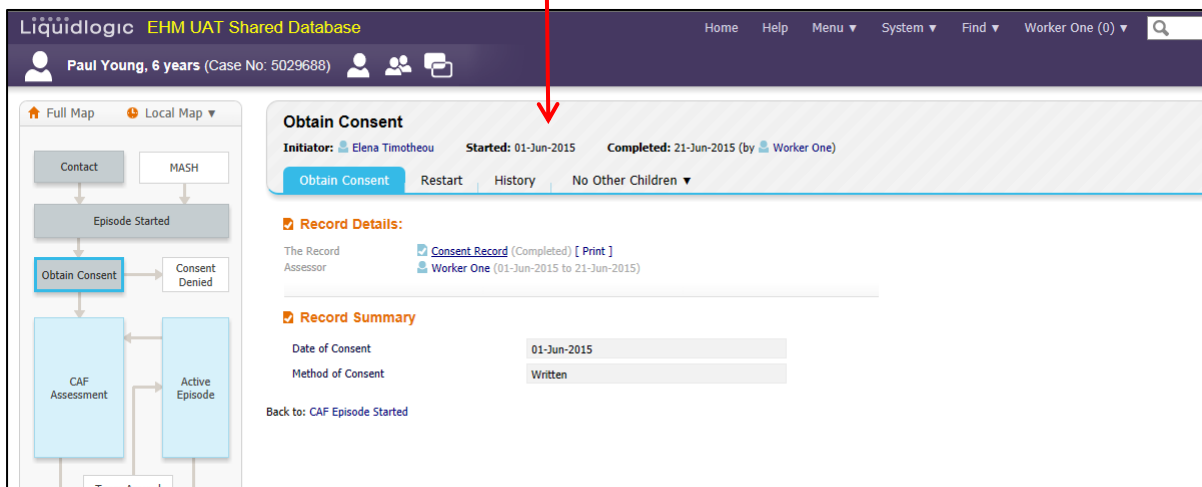 Liquidlogic EHM UAT Shared Database Home Help Menu ▼ System ▼ Find ▼ Worker One (0) ▼
Paul Young, 6 years (Case No: 5029688)
Full Map Local Map ▼
Contact
MASH
Episode Started
Obtain Consent
Consent
Denied
CAF
Assessment
Active
Episode
Obtain Consent
Initiator: Elena Timotheou Started: 01-Jun-2015 Completed: 21-Jun-2015 (by Worker One)
Obtain Consent Restart History No Other Children ▼
Record Details:
The Record Consent Record (Completed) [ Print ]
Assessor Worker One (01-Jun-2015 to 21-Jun-2015)
Record Summary
Date of Consent 01-Jun-2015
Method of Consent Written
Back to: CAF Episode Started